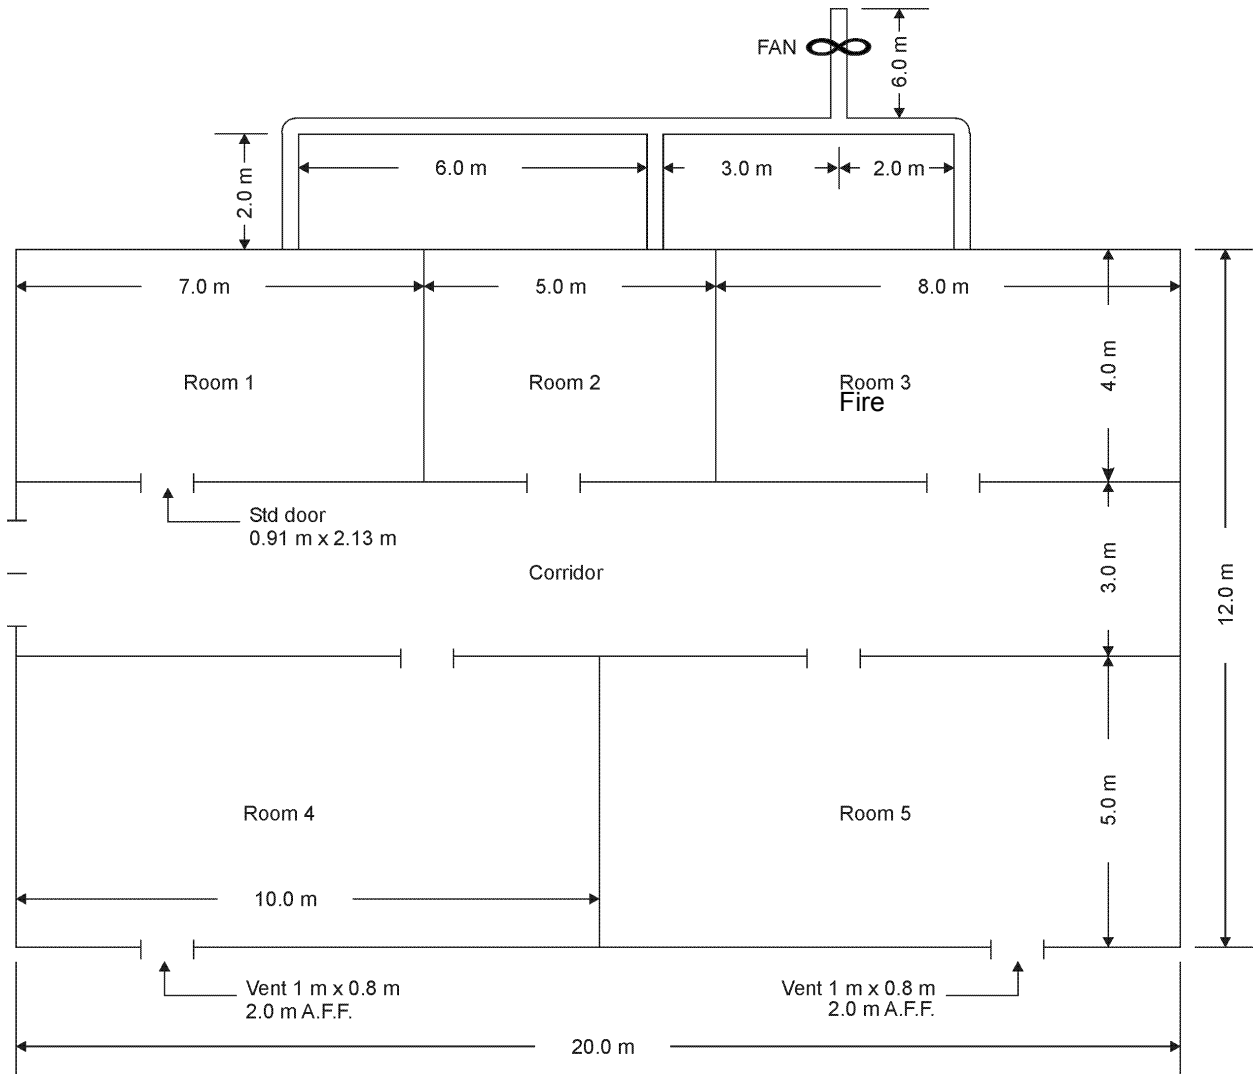 FAN
6.0 m
6.0 m
3.0 m
2.0 m
2.0 m
7.0 m
5.0 m
8.0 m
Room 1
Room 2
Room 3
Fire
4.0 m
Std door
0.91 m x 2.13 m
Corridor
3.0 m
12.0 m
Room 4
Room 5
5.0 m
10.0 m
Vent 1 m x 0.8 m
2.0 m A.F.F.
Vent 1 m x 0.8 m
2.0 m A.F.F.
20.0 m